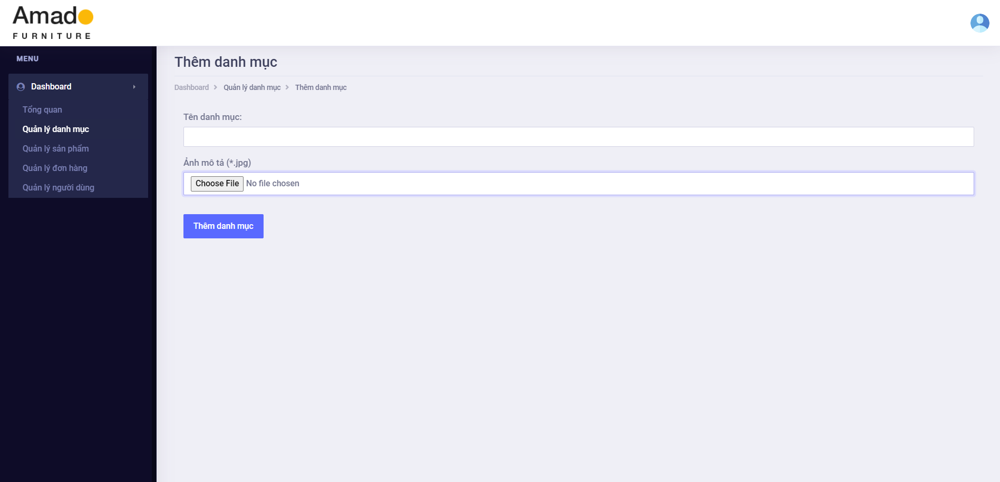 Amado
FURNITURE
MENU
Dashboard
Tổng quan
Quản lý danh mục
Quản lý sản phẩm
Quản lý đơn hàng
Quản lý người dùng
Thêm danh mục
Dashboard > Quản lý danh mục > Thêm danh mục
Tên danh mục:
Ảnh mô tả (*.jpg)
Choose File No file chosen
Thêm danh mục